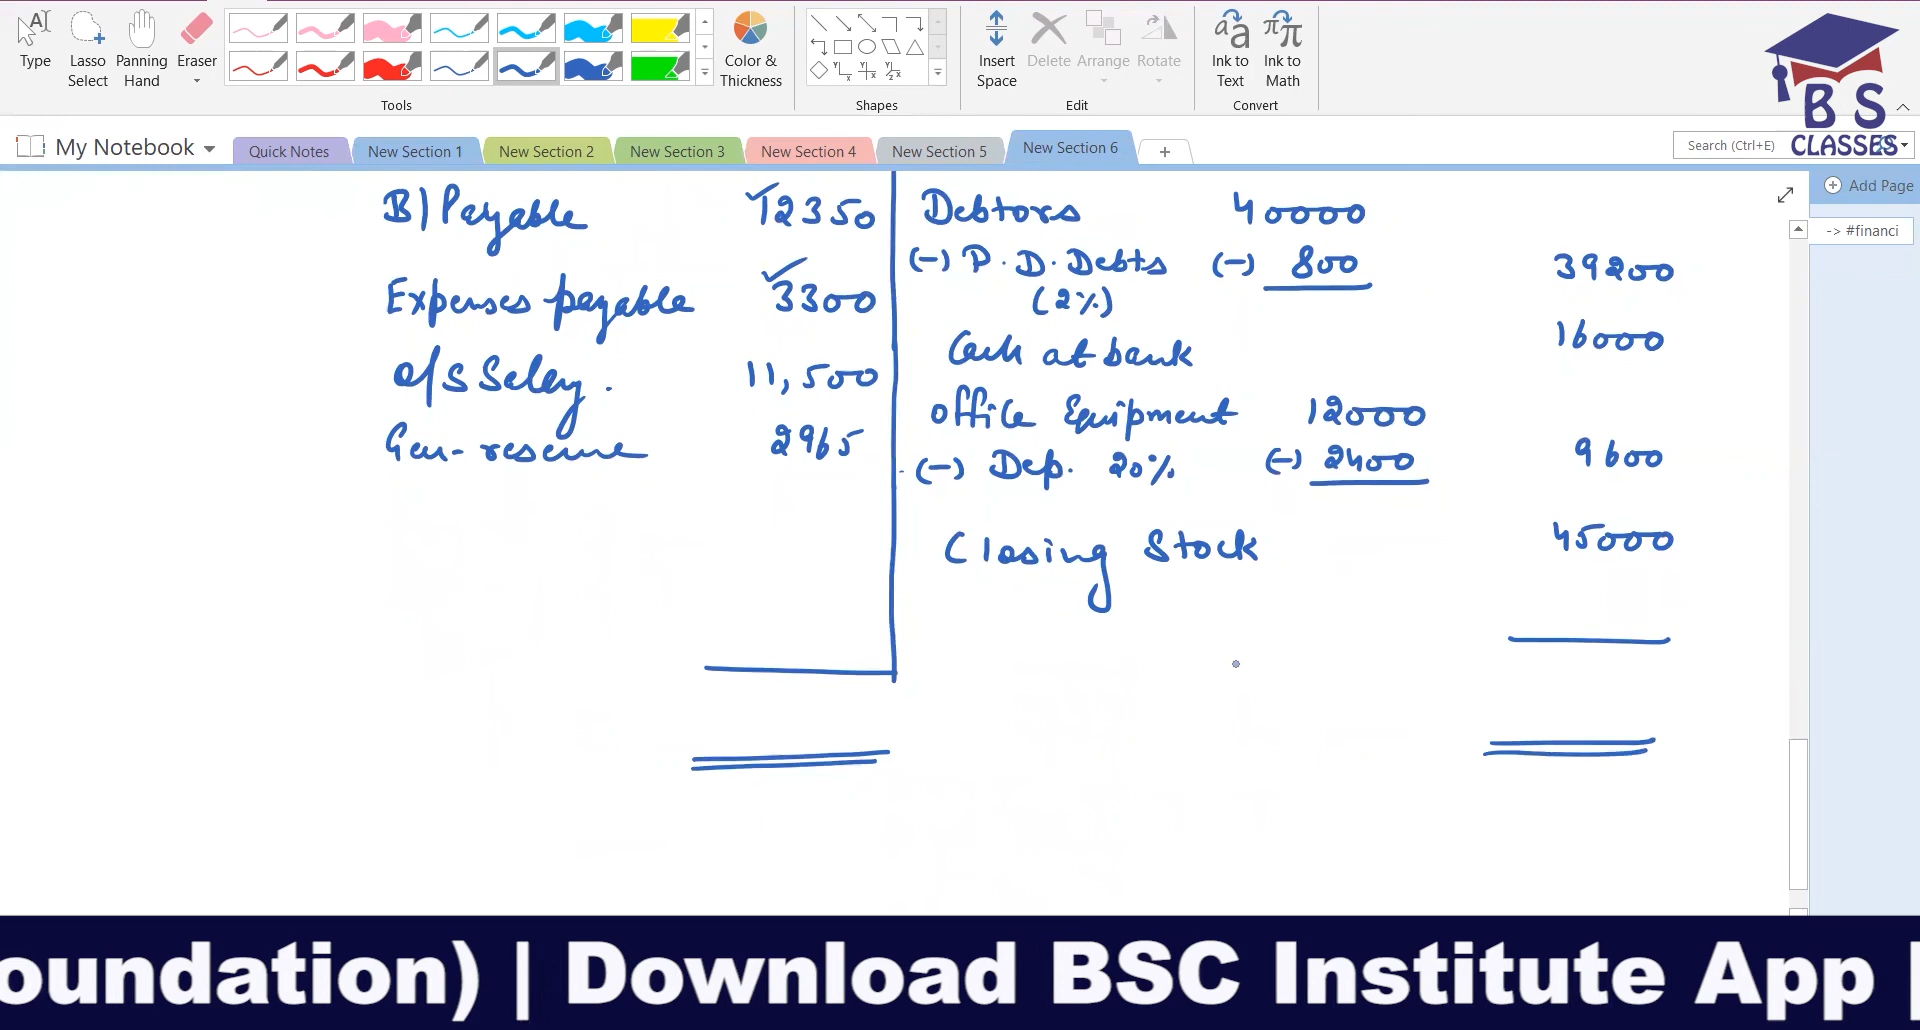 Type
Lasso Select
Panning Hand
Eraser
Color & Thickness
Insert Space
Delete
Arrange
Rotate
Ink to Text
Ink to Math
Tools
Shapes
Edit
Convert
BS
CLASSES
My Notebook
Quick Notes
New Section 1
New Section 2
New Section 3
New Section 4
New Section 5
New Section 6
Search (Ctrl+E)
Add Page
-> #financi
B/Payable 12350
Expenses payable 3300
o/s Salary. 11,500
Gen-reserve 2965
Debtors 40000
(-) P.D.Debts (-) 800 39200
(2%)
Cash at bank 16000
office Equipment 12000
(-) Dep. 20% (-) 2400 9600
Closing Stock 45000
oundation) | Download BSC Institute App |